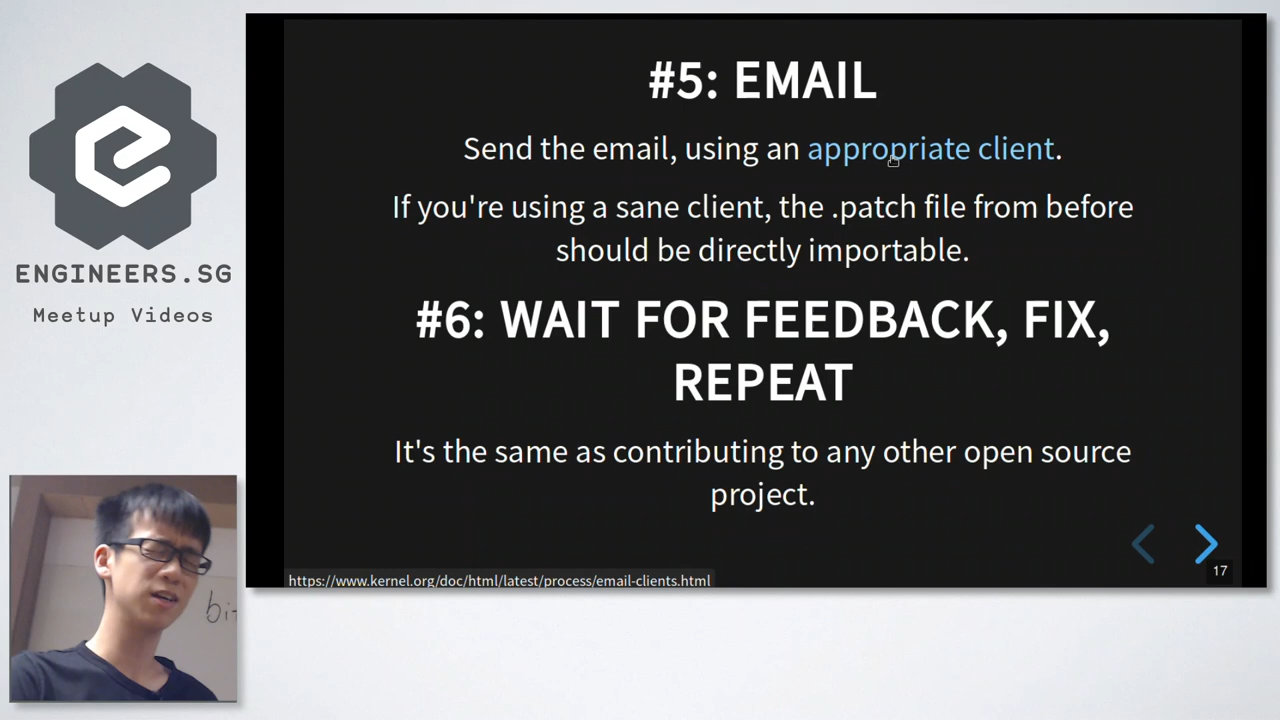 #5: EMAIL
Send the email, using an appropriate client.
If you're using a sane client, the .patch file from before
should be directly importable.
#6: WAIT FOR FEEDBACK, FIX,
REPEAT
It's the same as contributing to any other open source
project.
17
https://www.kernel.org/doc/html/latest/process/email-clients.html
ENGINEERS.SG
Meetup Videos